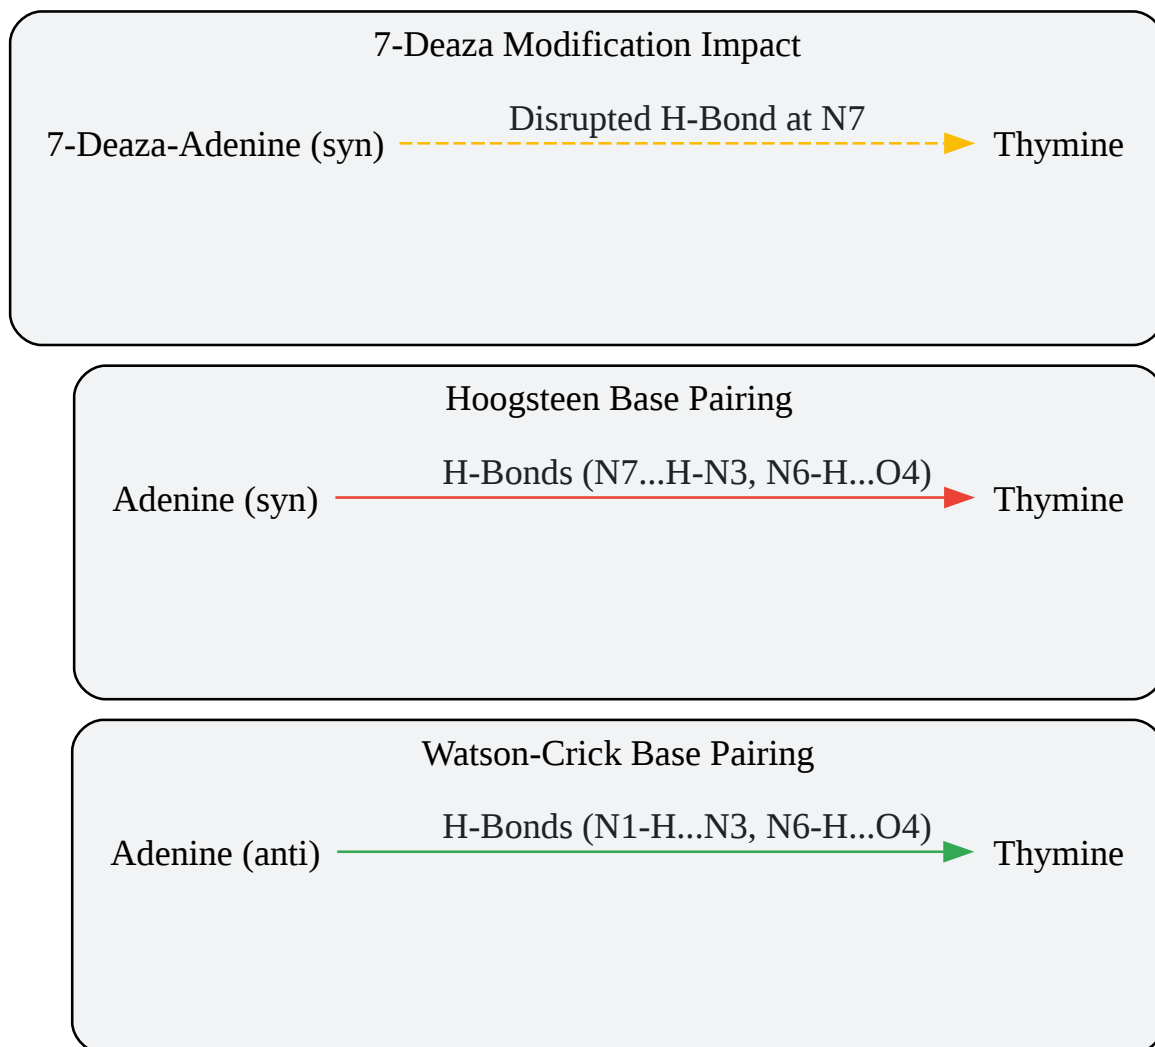 7-Deaza Modification Impact
Disrupted H-Bond at N7
7-Deaza-Adenine (syn) Thymine
Hoogsteen Base Pairing
H-Bonds (N7...H-N3, N6-H...O4)
Adenine (syn) Thymine
Watson-Crick Base Pairing
H-Bonds (N1-H...N3, N6-H...O4)
Adenine (anti) Thymine